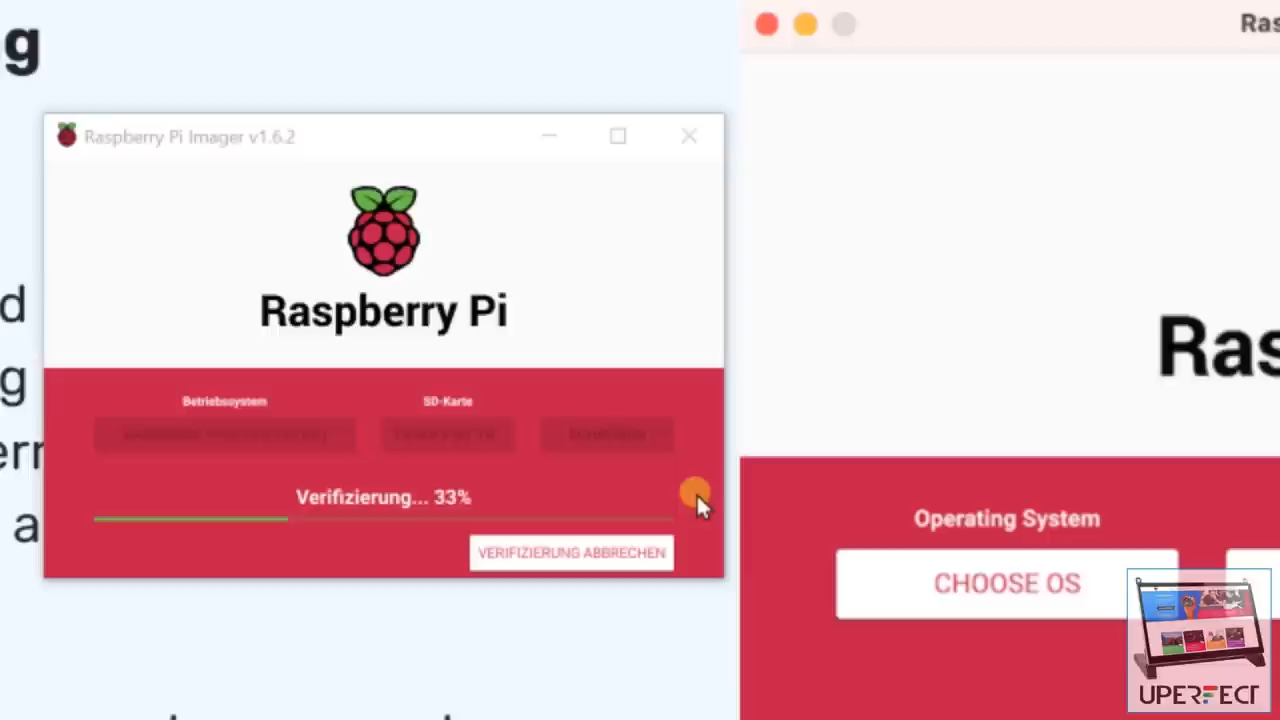 g
Raspberry Pi Imager v1.6.2
Raspberry Pi
Betriebssystem
SD-Karte
Verifizierung... 33%
VERIFIZIERUNG ABBRECHEN
d
g
err
a
Ras
Ras
Operating System
CHOOSE OS
UPERFECT